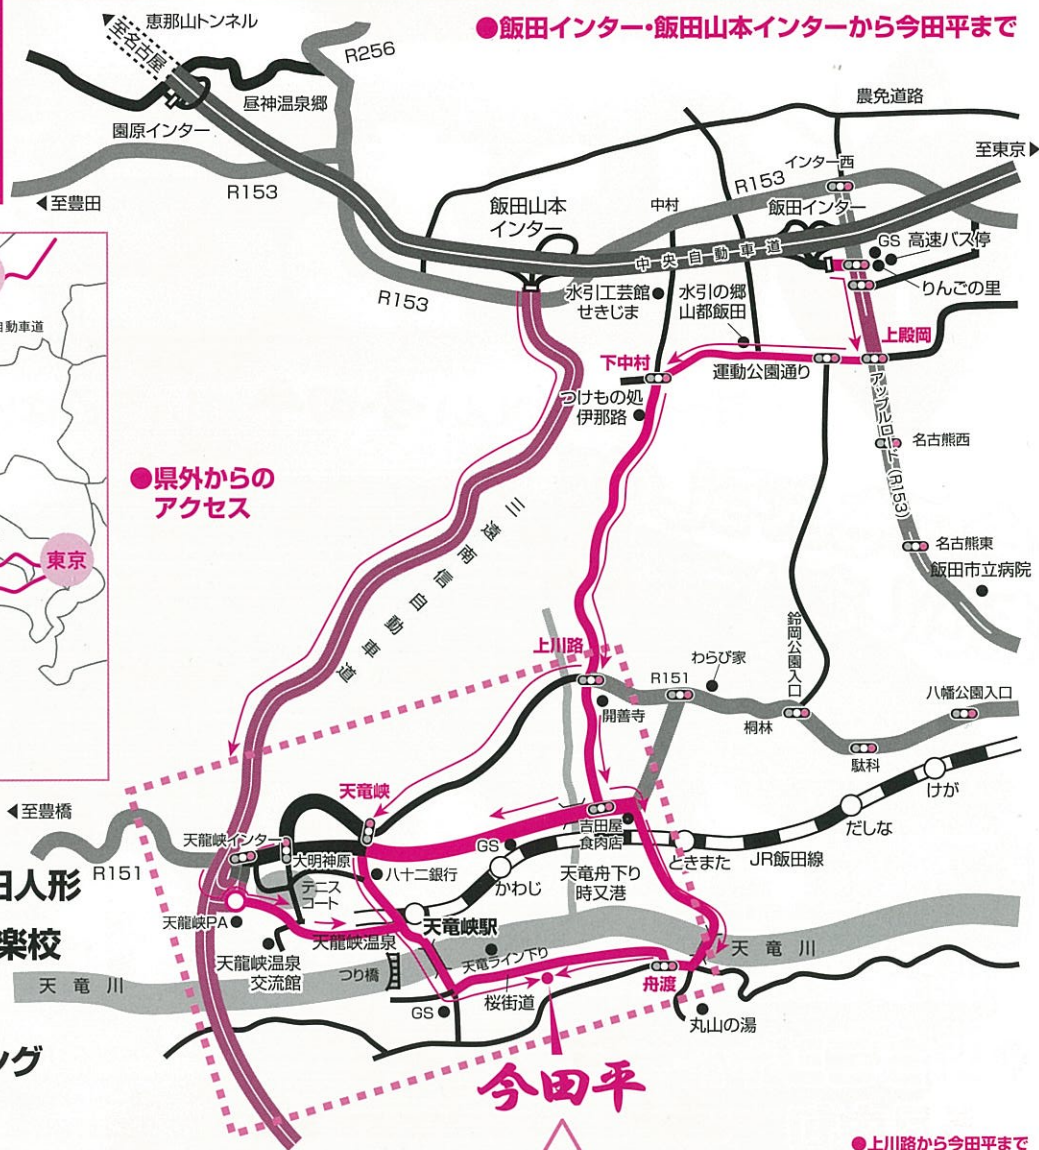 ●飯田インター・飯田山本インターから今田平まで
至名古屋
恵那山トンネル
R256
昼神温泉郷
園原インター
農免道路
至東京▶
インター西
R153
◀至豊田
R153
飯田山本
インター
中村
飯田インター
GS
高速バス停
中央自動車道
りんごの里
R153
水引工芸館
せきじま
水引の郷
山都飯田
上殿岡
自動車道
下中村
運動公園通り
つけもの処
伊那路
アップルロード(R153)
名古熊西
●県外からの
アクセス
三遠南信自動車道
名古熊東
東京
飯田市立病院
鈴岡公園入口
上川路
わらび家
R151
八幡公園入口
開善寺
桐林
駄科
天竜峡
けが
◀至豊橋
吉田屋
食肉店
だしな
天龍峡インター
大明神原
GS
ときまた
JR飯田線
R151
八十二銀行
かわじ
天竜舟下り
時又港
田人形
テニス
コート
天龍峡PA
天竜峡駅
楽校
天龍峡温泉
天竜川
天龍峡温泉
交流館
つり橋
天竜ライン下り
舟渡
天竜川
桜街道
GS
丸山の湯
ング
今田平
●上川路から今田平まで